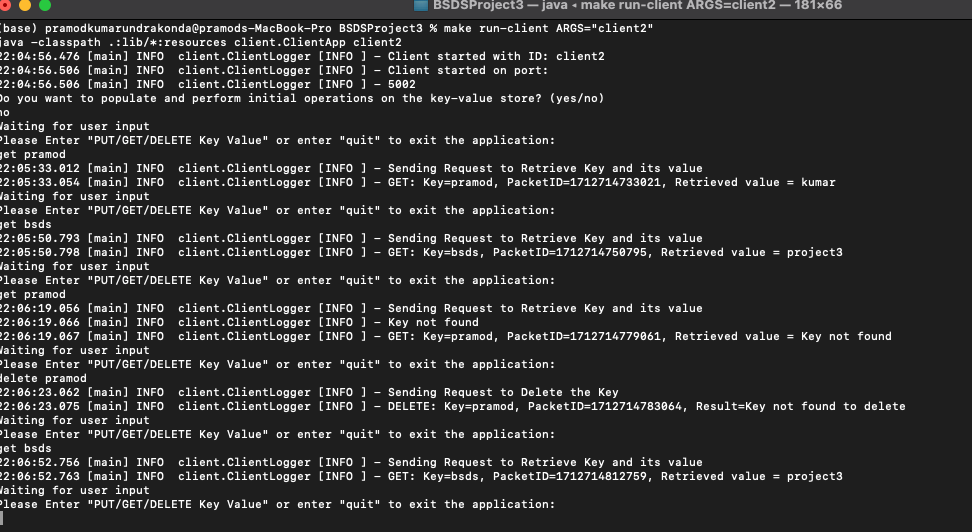 BSDSProject3 — java ◂ make run-client ARGS=client2 — 181×66
(base) pramodkumarundrakonda@pramods-MacBook-Pro BSDSProject3 % make run-client ARGS="client2"
java -classpath .:lib/*:resources client.ClientApp client2
22:04:56.476 [main] INFO  client.ClientLogger [INFO ] - Client started with ID: client2
22:04:56.506 [main] INFO  client.ClientLogger [INFO ] - Client started on port:
22:04:56.506 [main] INFO  client.ClientLogger [INFO ] - 5002
Do you want to populate and perform initial operations on the key-value store? (yes/no)
no
Waiting for user input
Please Enter "PUT/GET/DELETE Key Value" or enter "quit" to exit the application:
get pramod
22:05:33.012 [main] INFO  client.ClientLogger [INFO ] - Sending Request to Retrieve Key and its value
22:05:33.054 [main] INFO  client.ClientLogger [INFO ] - GET: Key=pramod, PacketID=1712714733021, Retrieved value = kumar
Waiting for user input
Please Enter "PUT/GET/DELETE Key Value" or enter "quit" to exit the application:
get bsds
22:05:50.793 [main] INFO  client.ClientLogger [INFO ] - Sending Request to Retrieve Key and its value
22:05:50.798 [main] INFO  client.ClientLogger [INFO ] - GET: Key=bsds, PacketID=1712714750795, Retrieved value = project3
Waiting for user input
Please Enter "PUT/GET/DELETE Key Value" or enter "quit" to exit the application:
get pramod
22:06:19.056 [main] INFO  client.ClientLogger [INFO ] - Sending Request to Retrieve Key and its value
22:06:19.066 [main] INFO  client.ClientLogger [INFO ] - Key not found
22:06:19.067 [main] INFO  client.ClientLogger [INFO ] - GET: Key=pramod, PacketID=1712714779061, Retrieved value = Key not found
Waiting for user input
Please Enter "PUT/GET/DELETE Key Value" or enter "quit" to exit the application:
delete pramod
22:06:23.062 [main] INFO  client.ClientLogger [INFO ] - Sending Request to Delete the Key
22:06:23.075 [main] INFO  client.ClientLogger [INFO ] - DELETE: Key=pramod, PacketID=1712714783064, Result=Key not found to delete
Waiting for user input
Please Enter "PUT/GET/DELETE Key Value" or enter "quit" to exit the application:
get bsds
22:06:52.756 [main] INFO  client.ClientLogger [INFO ] - Sending Request to Retrieve Key and its value
22:06:52.763 [main] INFO  client.ClientLogger [INFO ] - GET: Key=bsds, PacketID=1712714812759, Retrieved value = project3
Waiting for user input
Please Enter "PUT/GET/DELETE Key Value" or enter "quit" to exit the application: